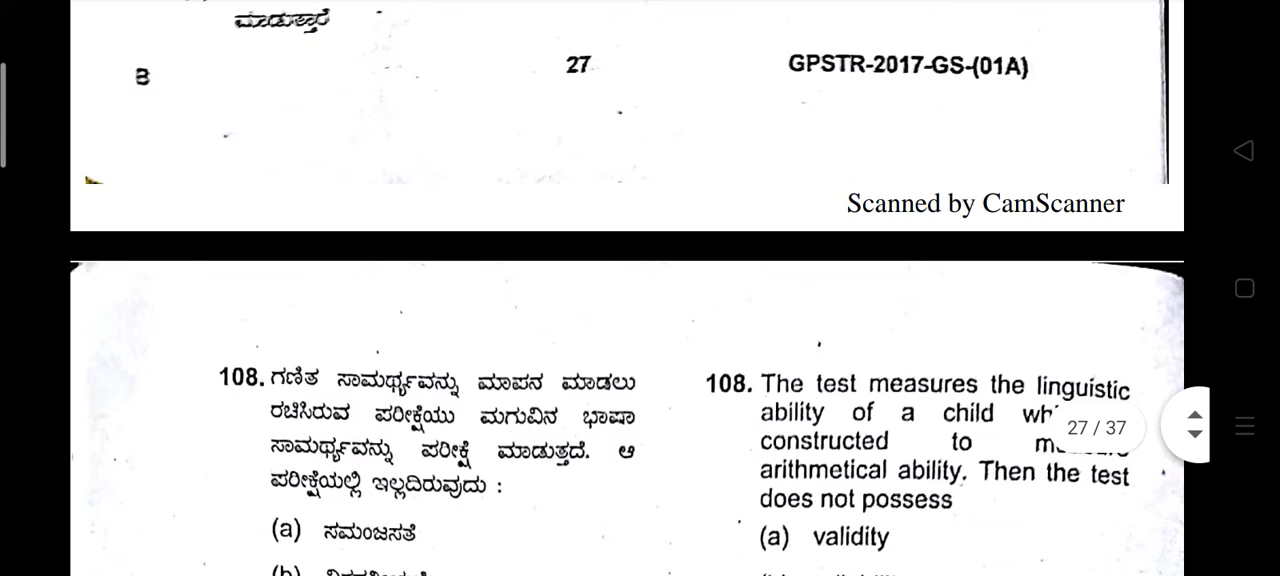 ಮಾಡುತ್ತಾರೆ
B 27 GPSTR-2017-GS-(01A)
Scanned by CamScanner
108. ಗಣಿತ ಸಾಮರ್ಥ್ಯವನ್ನು ಮಾಪನ ಮಾಡಲು
ರಚಿಸಿರುವ ಪರೀಕ್ಷೆಯು ಮಗುವಿನ ಭಾಷಾ
ಸಾಮರ್ಥ್ಯವನ್ನು ಪರೀಕ್ಷೆ ಮಾಡುತ್ತದೆ. ಆ
ಪರೀಕ್ಷೆಯಲ್ಲಿ ಇಲ್ಲದಿರುವುದು :
(a) ಸಮಂಜಸತೆ
108. The test measures the linguistic
ability of a child
constructed to
arithmetical ability. Then the test
does not possess
(a) validity
27 / 37